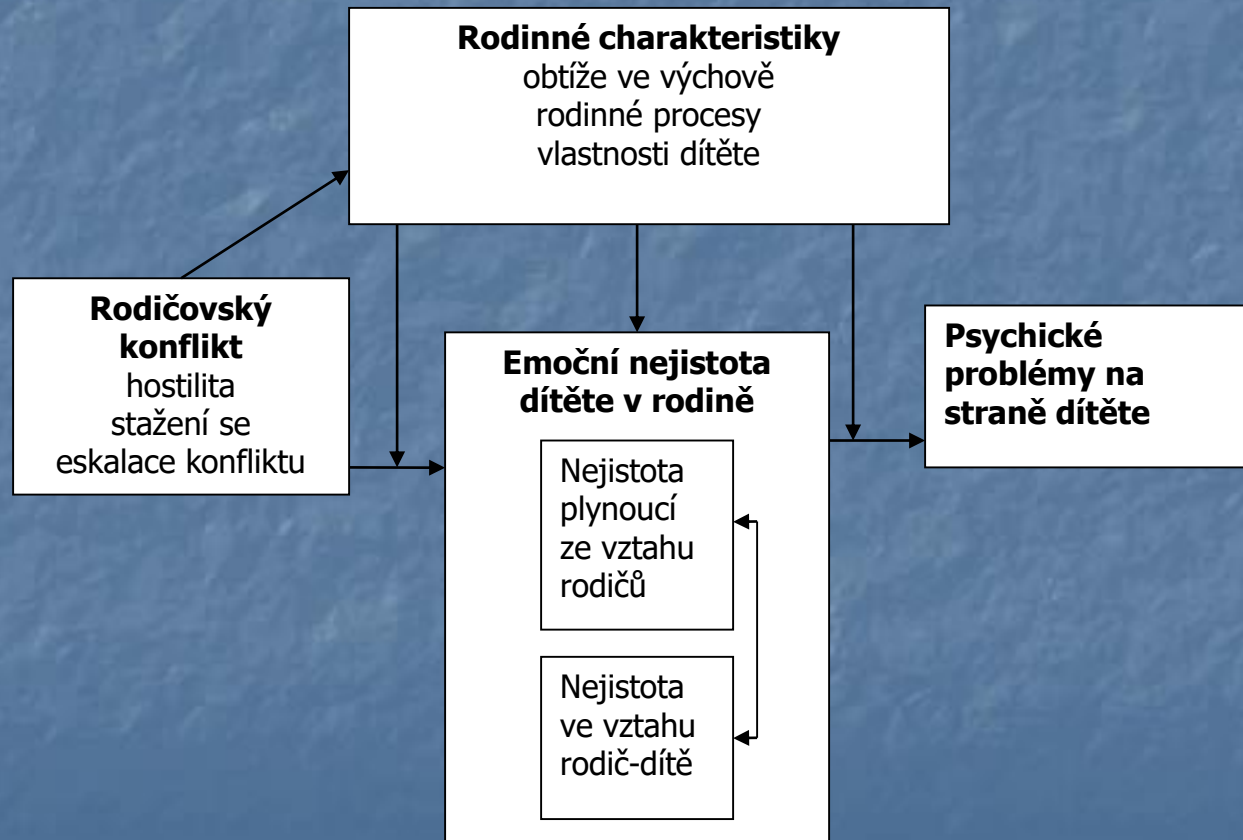 Rodinné charakteristiky
obtíže ve výchově
rodinné procesy
vlastnosti dítěte
Rodičovský
konflikt
hostilita
stažení se
eskalace konfliktu
Emoční nejistota
dítěte v rodině
Nejistota
plynoucí
ze vztahu
rodičů
Nejistota
ve vztahu
rodič-dítě
Psychické
problémy na
straně dítěte